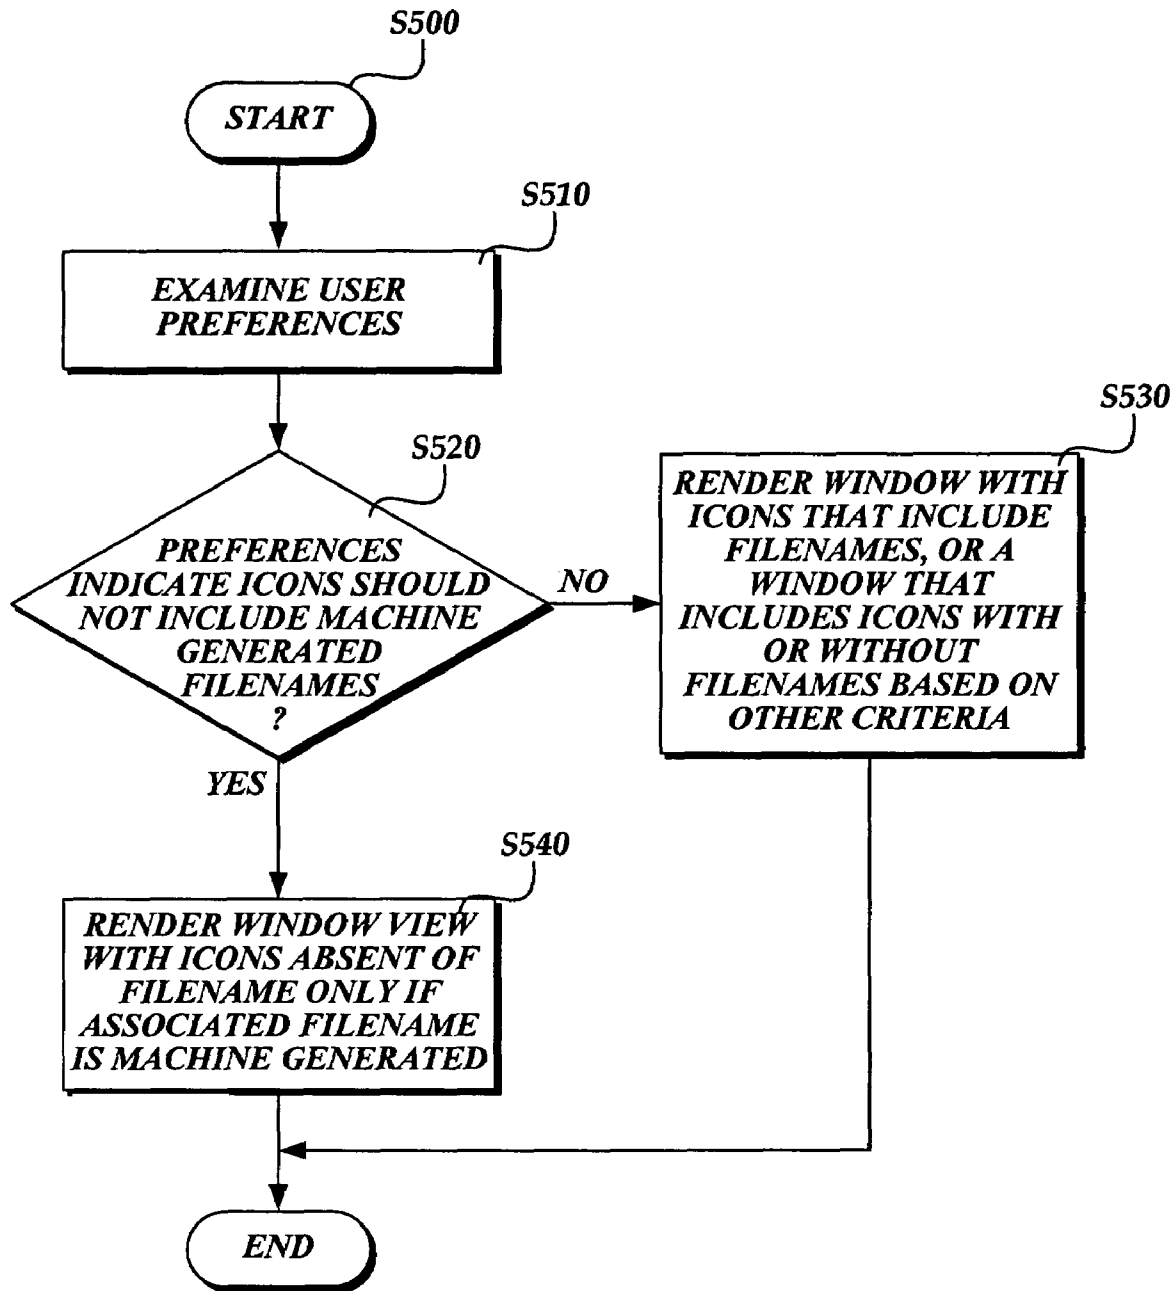 S500
START
S510
EXAMINE USER
PREFERENCES
S520
PREFERENCES
INDICATE ICONS SHOULD
NOT INCLUDE MACHINE
GENERATED
FILENAMES
?
NO
S530
RENDER WINDOW WITH
ICONS THAT INCLUDE
FILENAMES, OR A
WINDOW THAT
INCLUDES ICONS WITH
OR WITHOUT
FILENAMES BASED ON
OTHER CRITERIA
YES
S540
RENDER WINDOW VIEW
WITH ICONS ABSENT OF
FILENAME ONLY IF
ASSOCIATED FILENAME
IS MACHINE GENERATED
END